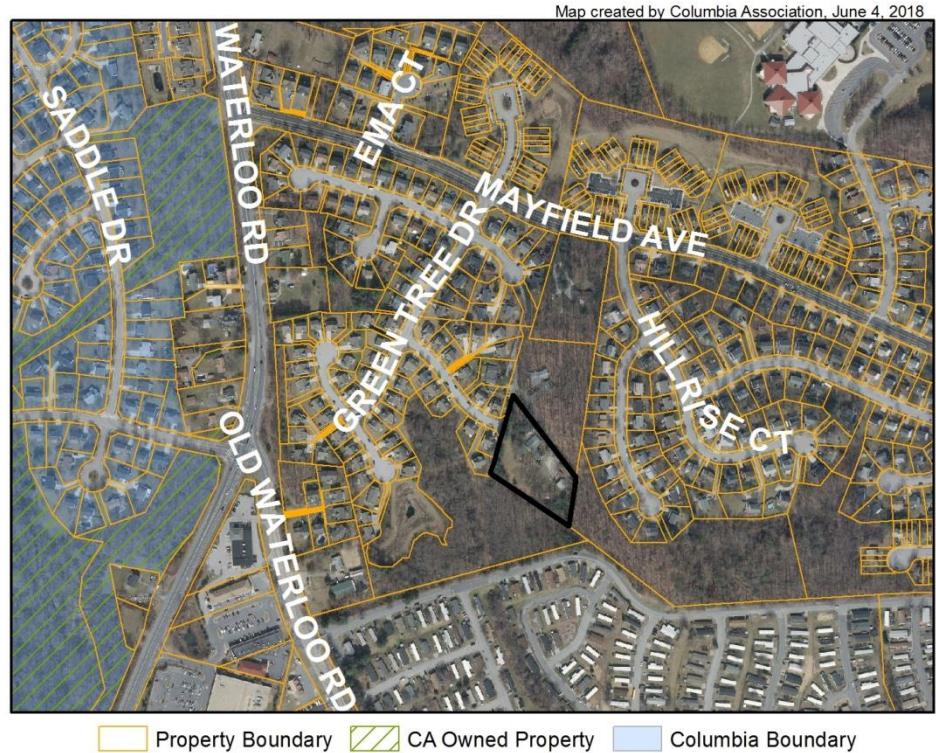 Map created by Columbia Association, June 4, 2018
SADDLE DR
WATERLOO RD
EMA CT
MAYFIELD AVE
GREEN TREE DR
HILLRISE CT
OLD WATERLOO RD
Property Boundary
CA Owned Property
Columbia Boundary